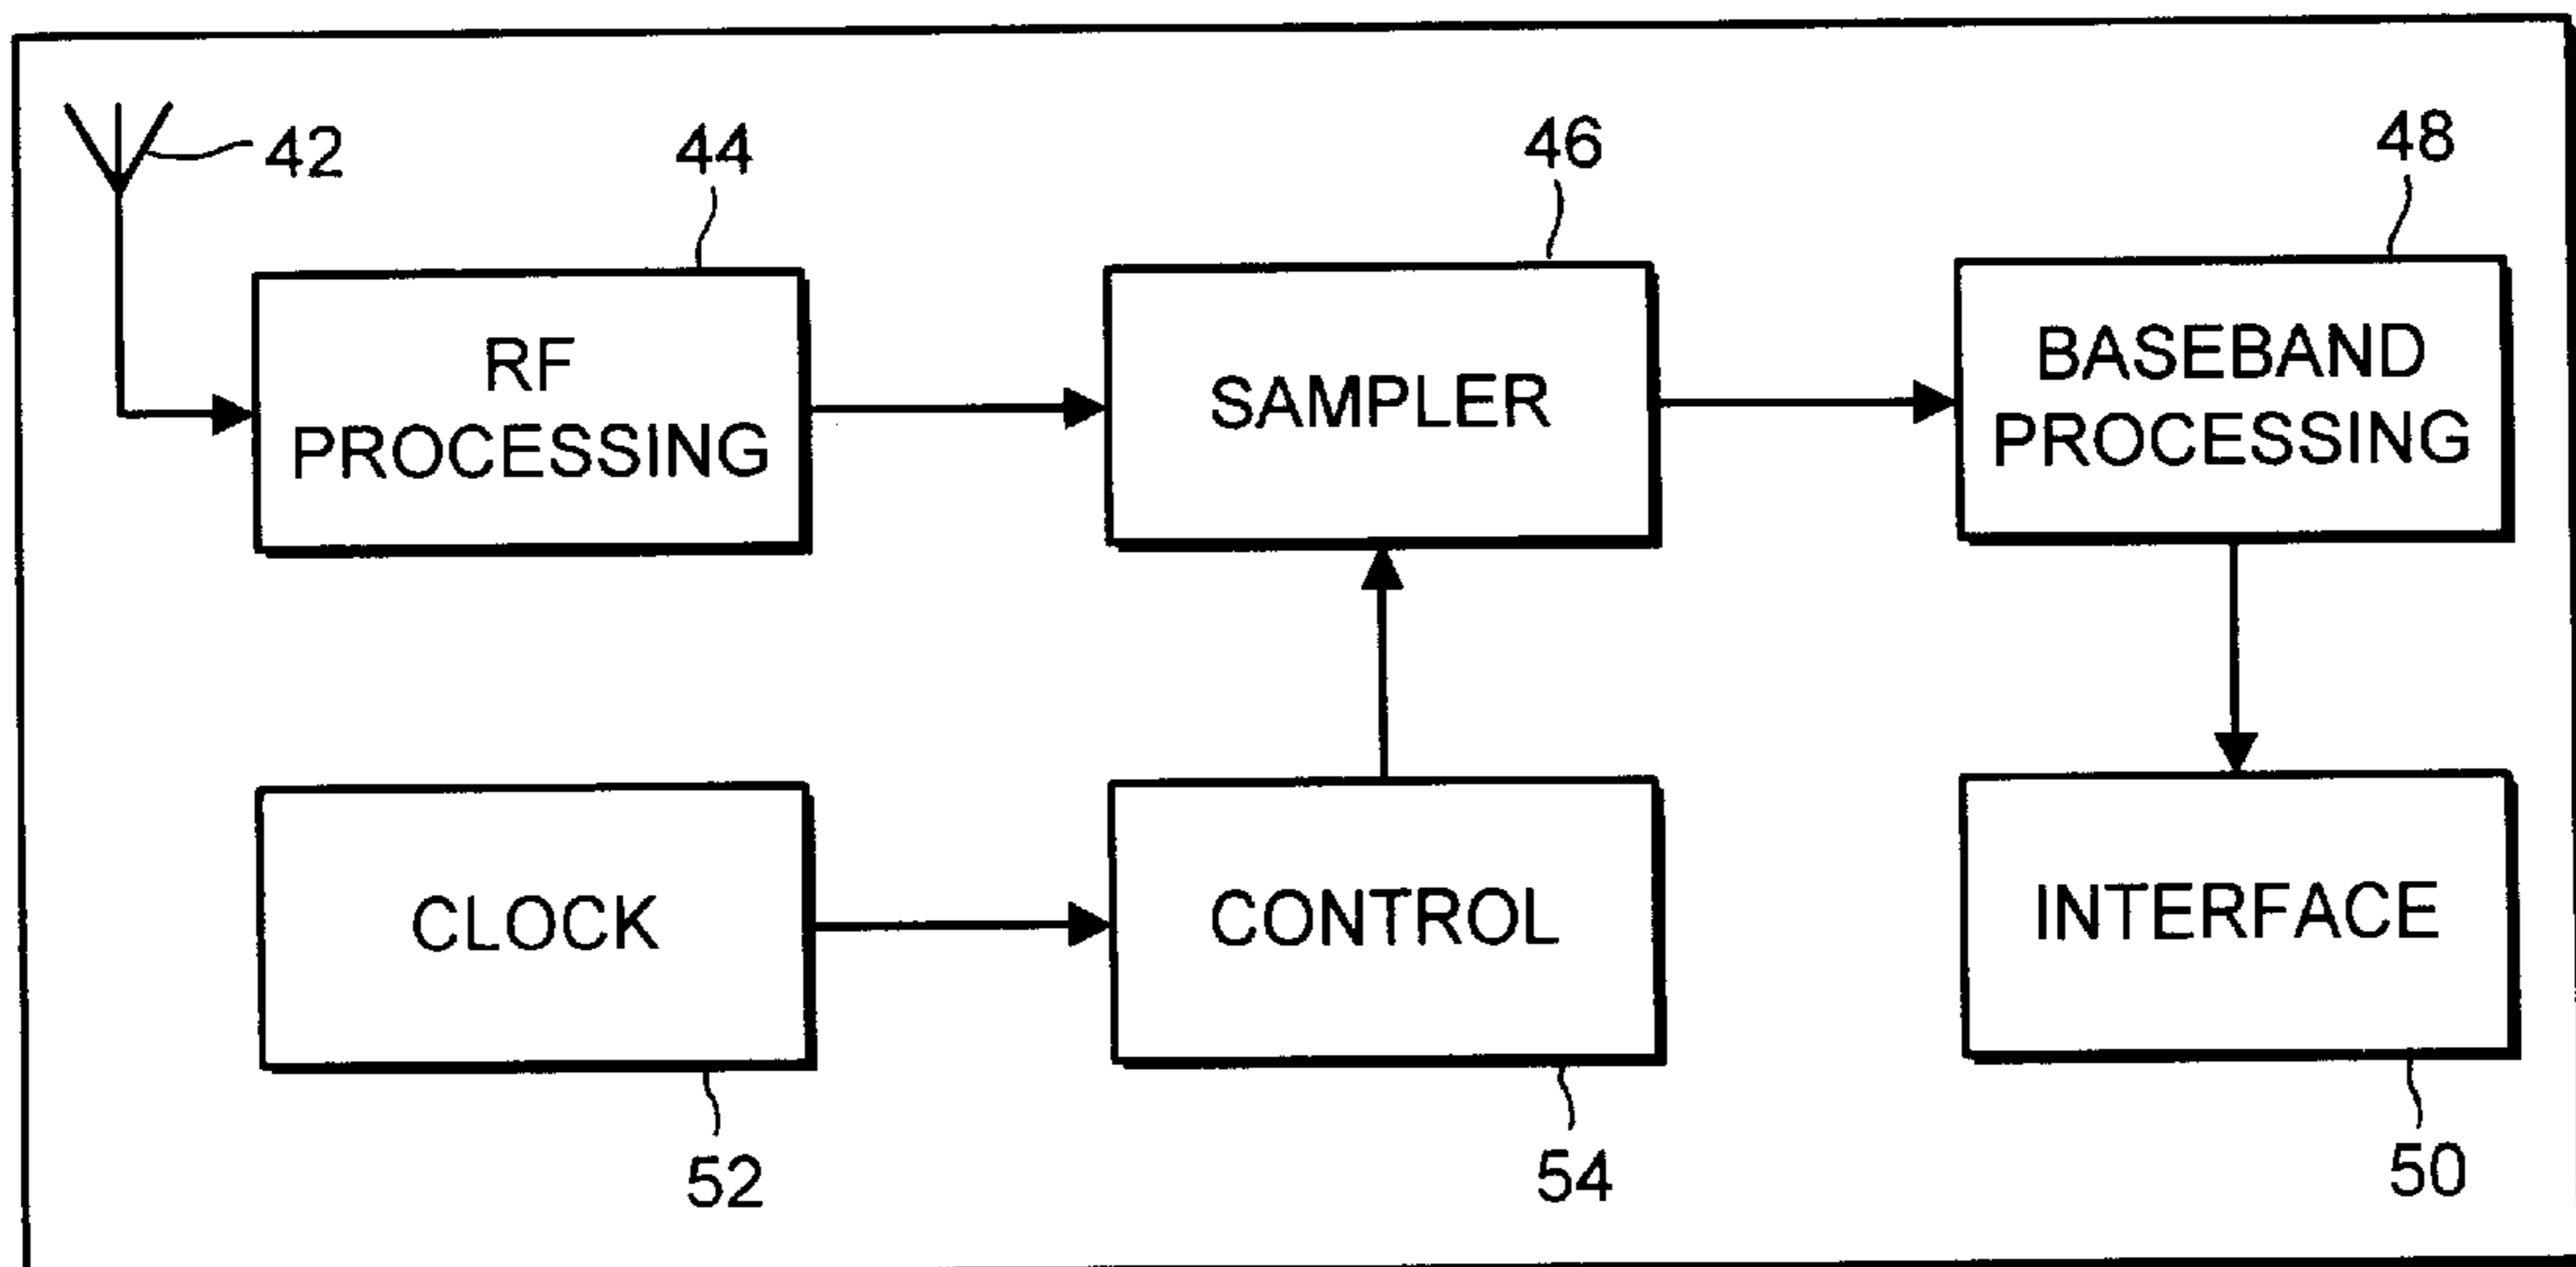 42
44
46
48
RF
PROCESSING
SAMPLER
BASEBAND
PROCESSING
CLOCK
CONTROL
INTERFACE
52
54
50